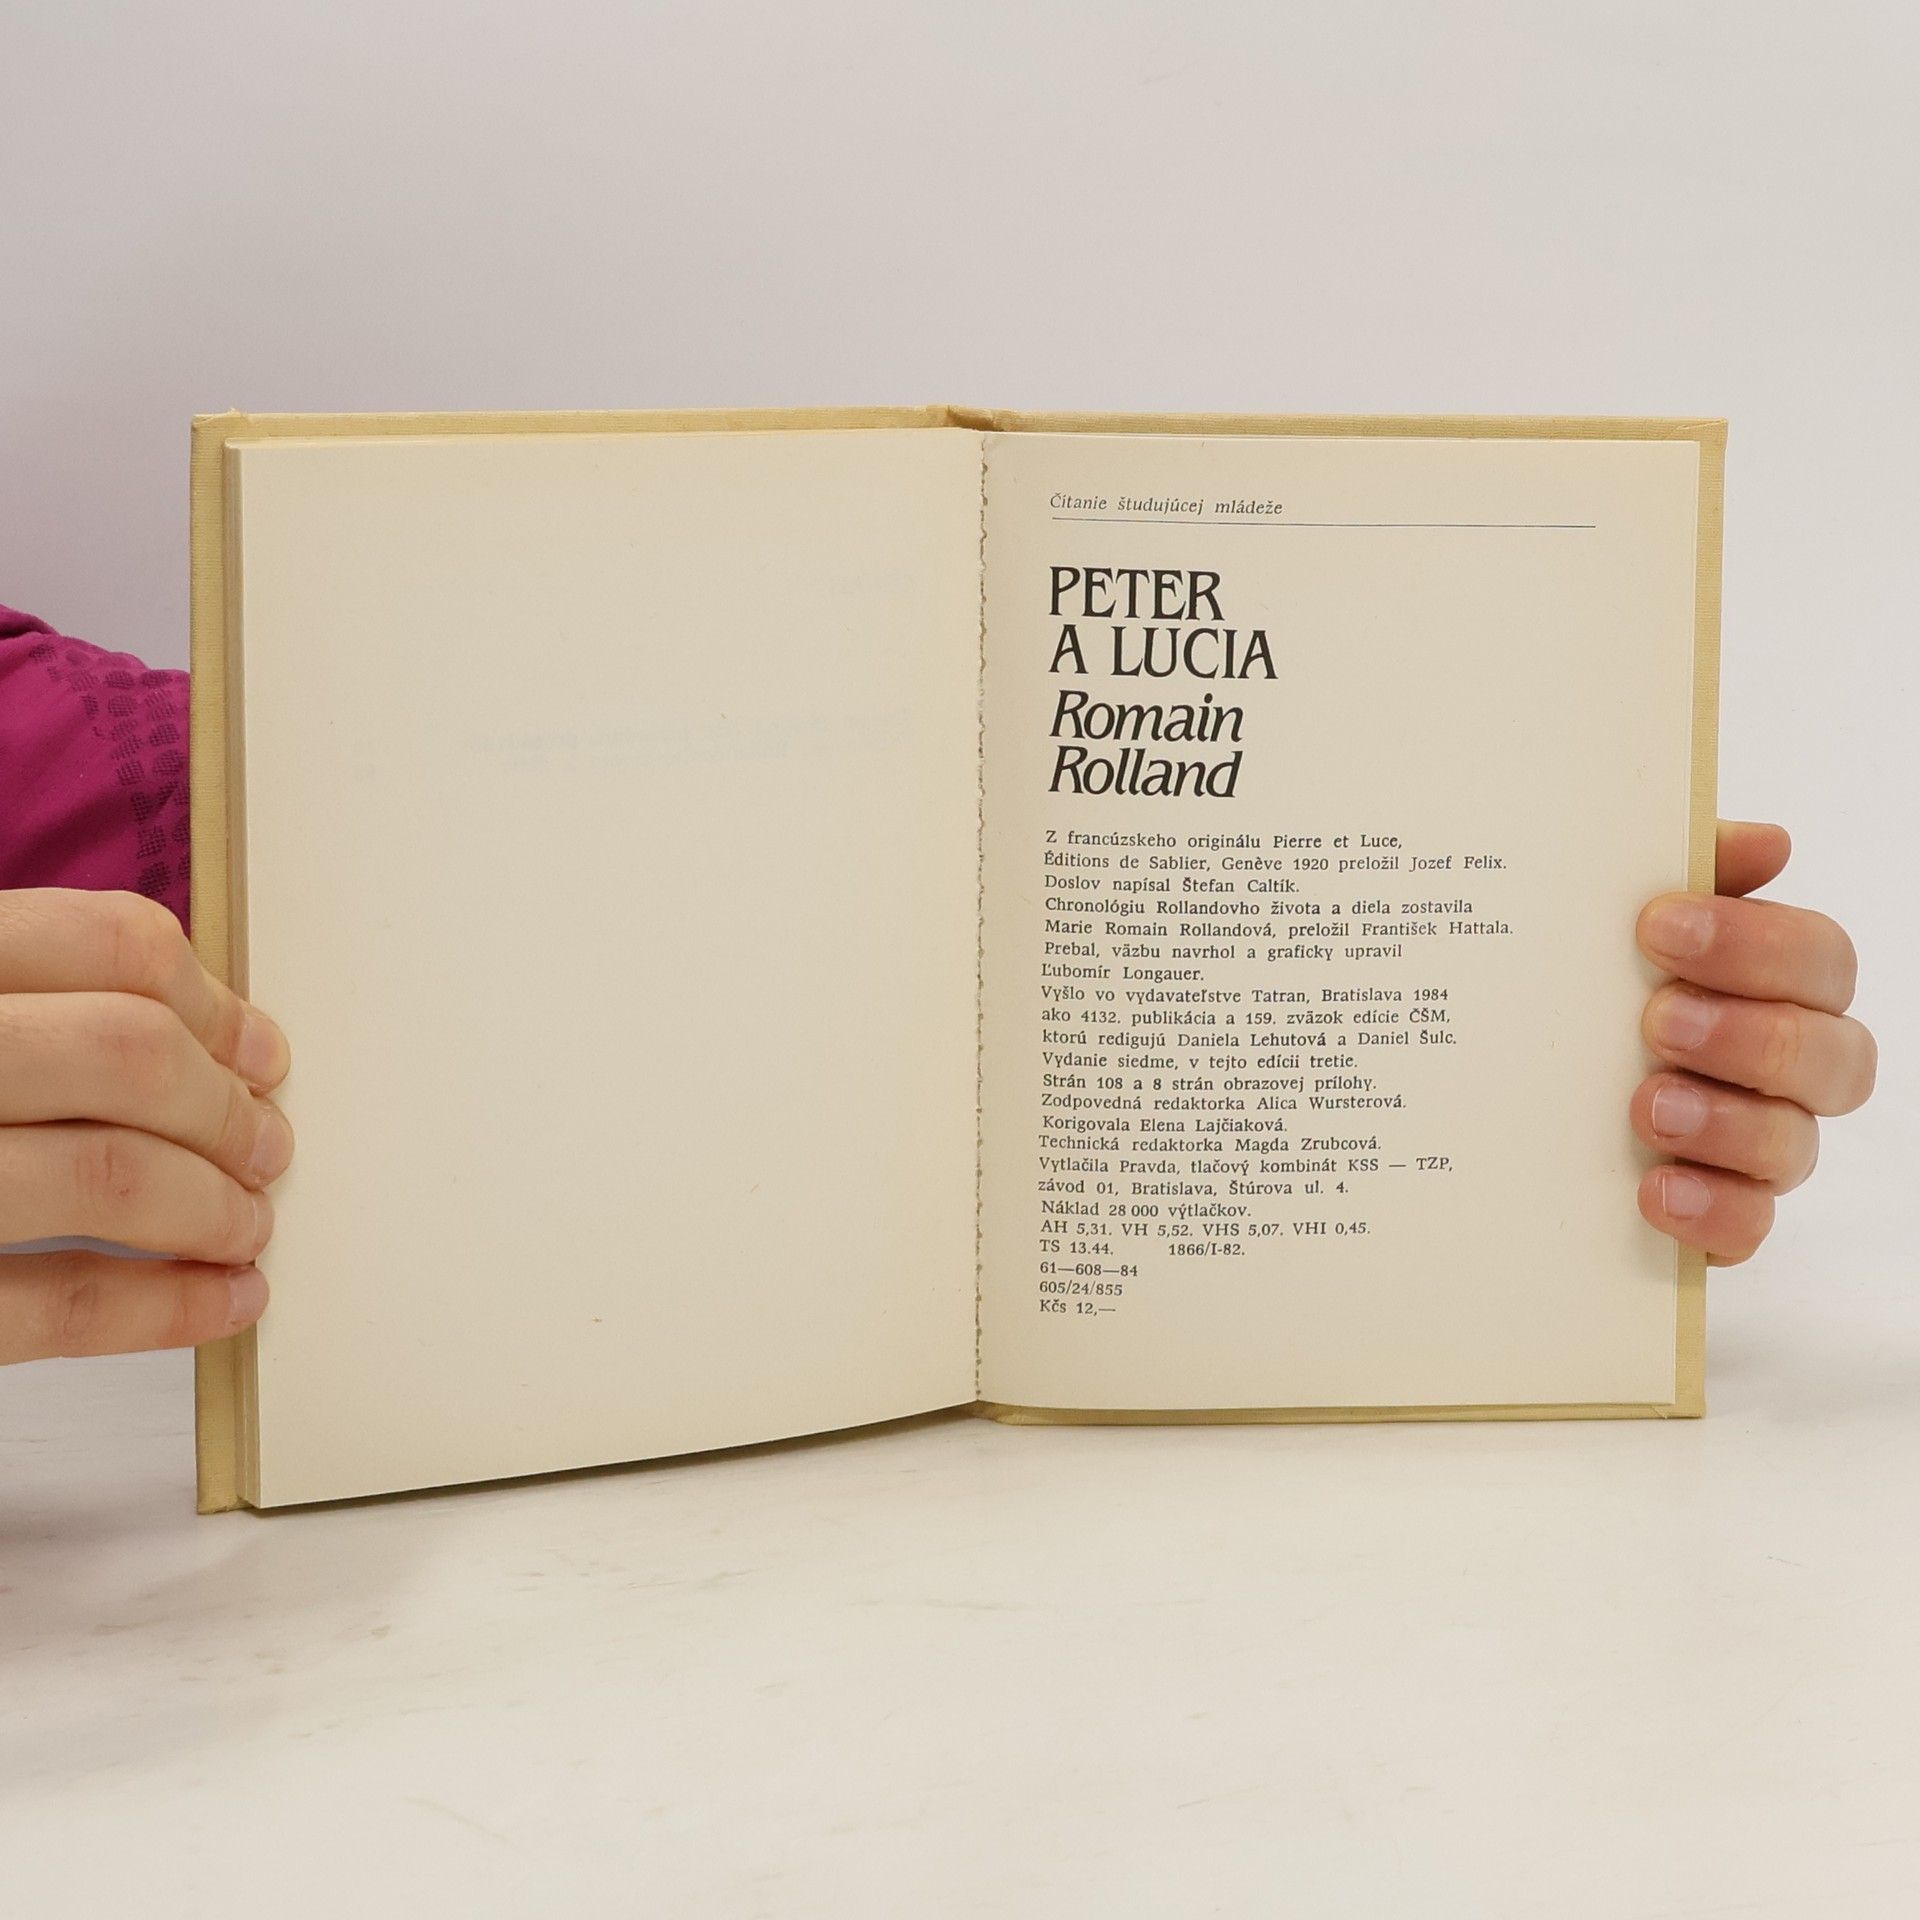 Čítanie študujúcej mládeže
PETER
A LUCIA
Romain
Rolland
Z francúzskeho originálu Pierre et Luce,
Éditions de Sablier, Genève 1920 preložil Jozef Felix.
Doslov napísal Štefan Caltík.
Chronológiu Rollandovho života a diela zostavila
Marie Romain Rollandová, preložil František Hattala.
Prebal, väzbu navrhol a graficky upravil
Ľubomír Longauer.
Vyšlo vo vydavateľstve Tatran, Bratislava 1984
ako 4132. publikácia a 159. zväzok edície ČŠM,
ktorú redigujú Daniela Lehutová a Daniel Šulc.
Vydanie siedme, v tejto edícii tretie.
Strán 108 a 8 strán obrazovej prílohy.
Zodpovedná redaktorka Alica Wursterová.
Korigovala Elena Lajčiaková.
Technická redaktorka Magda Zrubcová.
Vytlačila Pravda, tlačový kombinát KSS — TZP,
závod 01, Bratislava, Štúrova ul. 4.
Náklad 28 000 výtlačkov.
AH 5,31. VH 5,52. VHS 5,07. VHI 0,45.
TS 13.44. 1866/I-82.
61—608—84
605/24/855
Kčs 12,—